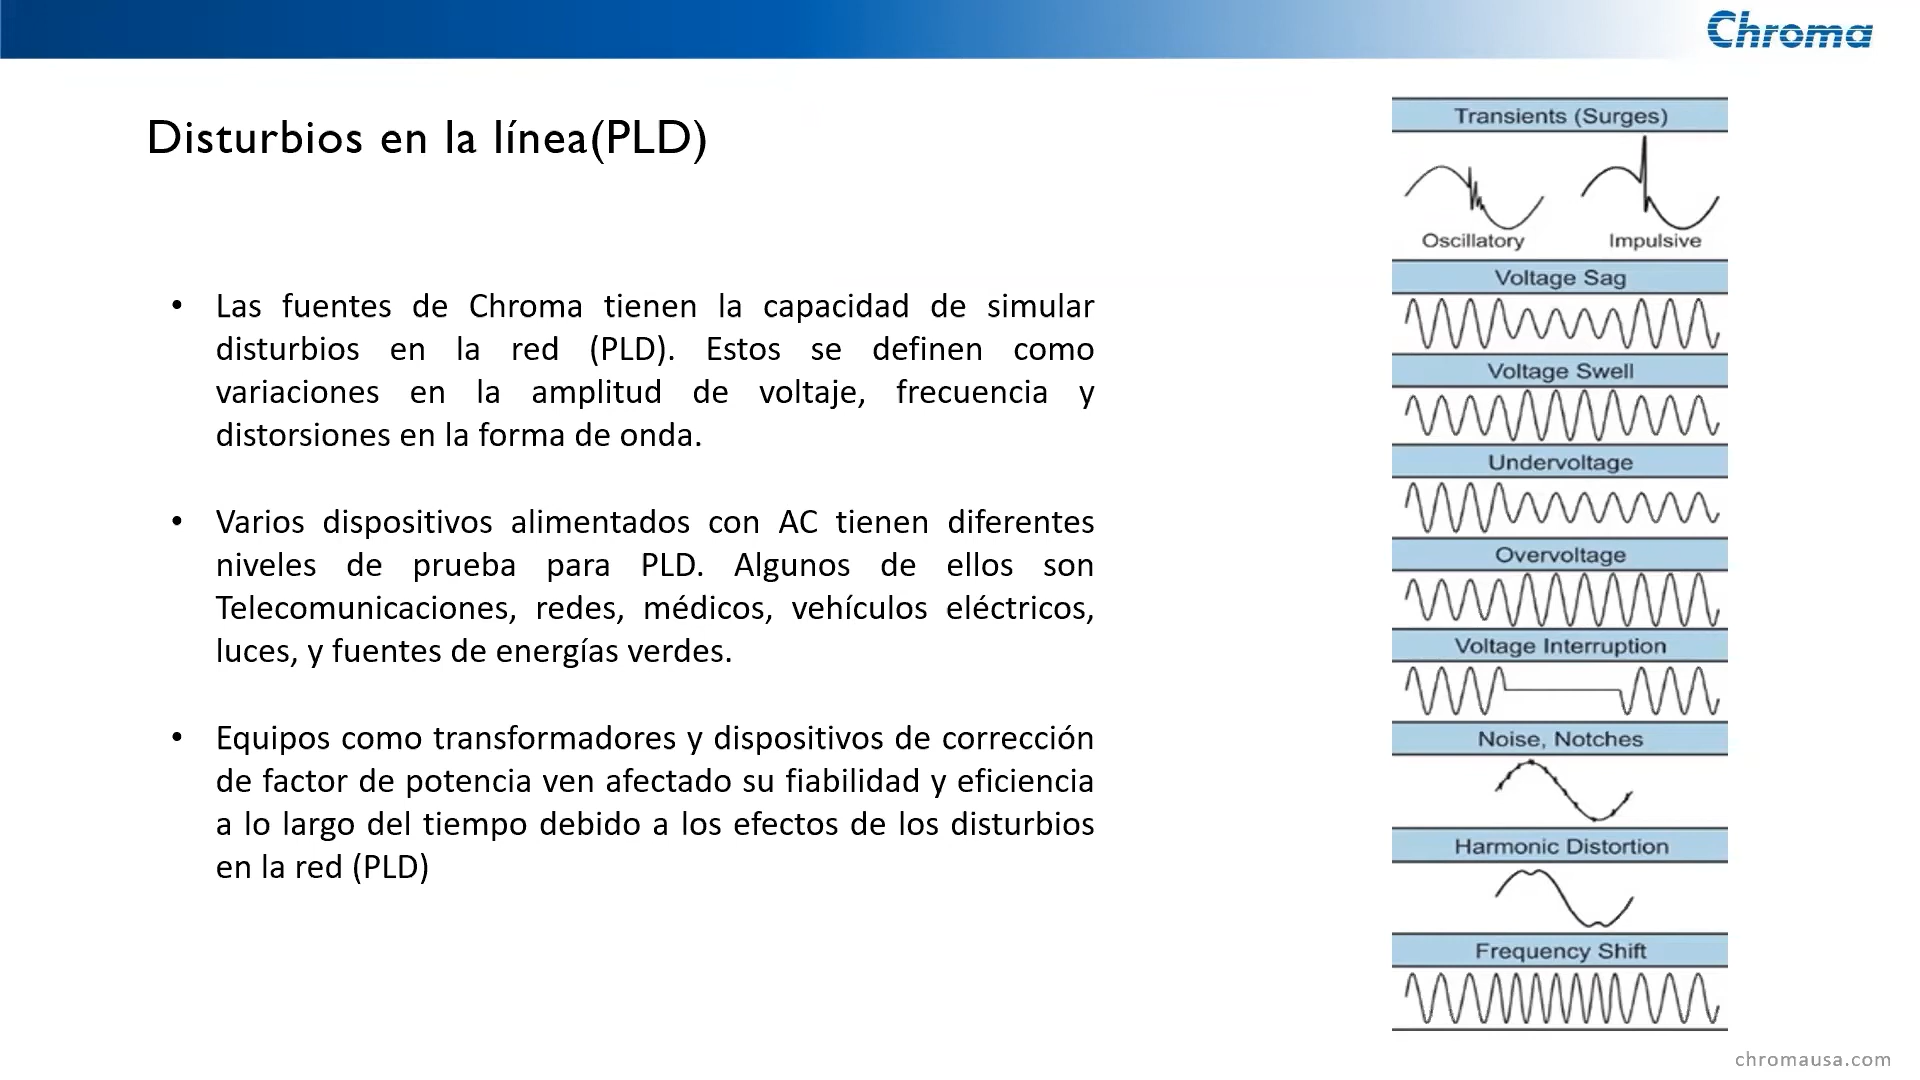 Chroma
Disturbios en la línea(PLD)
• Las fuentes de Chroma tienen la capacidad de simular
disturbios en la red (PLD). Estos se definen como
variaciones en la amplitud de voltaje, frecuencia y
distorsiones en la forma de onda.
• Varios dispositivos alimentados con AC tienen diferentes
niveles de prueba para PLD. Algunos de ellos son
Telecomunicaciones, redes, médicos, vehículos eléctricos,
luces, y fuentes de energías verdes.
• Equipos como transformadores y dispositivos de corrección
de factor de potencia ven afectado su fiabilidad y eficiencia
a lo largo del tiempo debido a los efectos de los disturbios
en la red (PLD)
Transients (Surges)
Oscillatory Impulsive
Voltage Sag
Voltage Swell
Undervoltage
Overvoltage
Voltage Interruption
Noise, Notches
Harmonic Distortion
Frequency Shift
chromausa.com